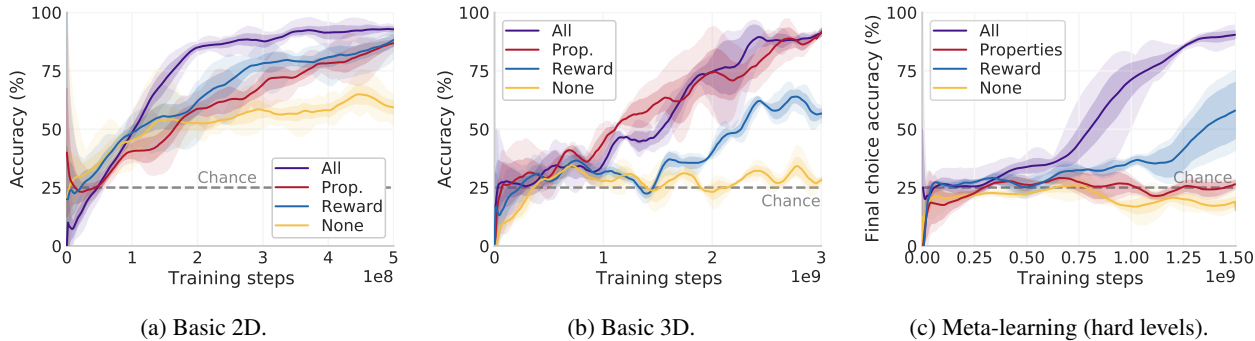 Accuracy (%)
100
75
50
25
0
Chance
All
Prop.
Reward
None
0 1 2 3 4 5
1e8
Training steps
(a) Basic 2D.
Accuracy (%)
100
75
50
25
0
All
Prop.
Reward
None
Chance
0 1 2 3
1e9
Training steps
(b) Basic 3D.
Final choice accuracy (%)
100
75
50
25
0
All
Properties
Reward
None
Chance
0.00 0.25 0.50 0.75 1.00 1.25 1.50
1e9
Training steps
(c) Meta-learning (hard levels).